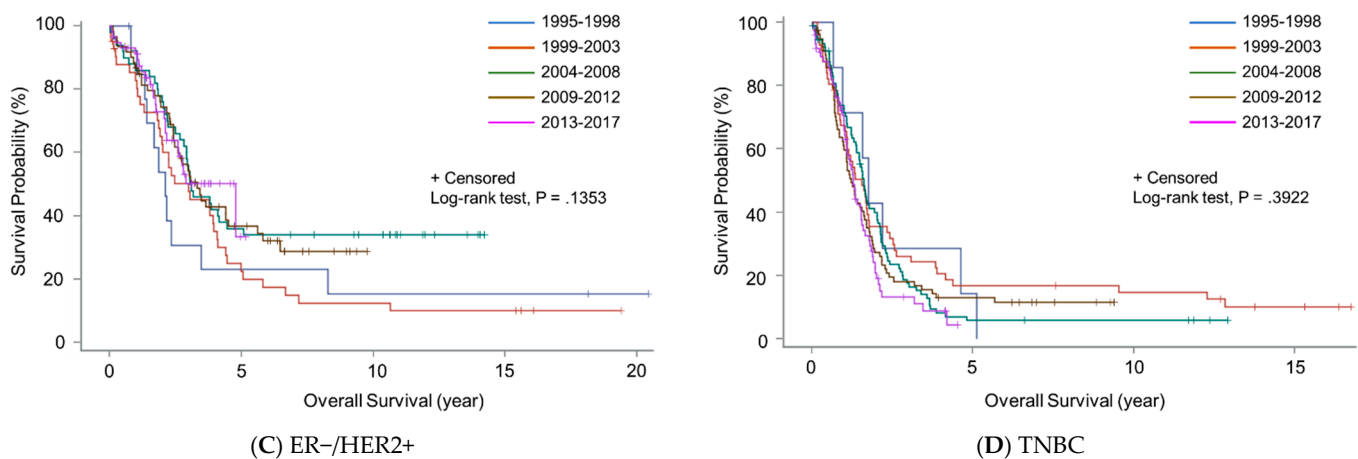 Survival Probability (%)
100
80
60
40
20
0
1995-1998
1999-2003
2004-2008
2009-2012
2013-2017
+ Censored
Log-rank test, P = .1353
0 5 10 15 20
Overall Survival (year)
(C) ER−/HER2+
Survival Probability (%)
100
80
60
40
20
0
1995-1998
1999-2003
2004-2008
2009-2012
2013-2017
+ Censored
Log-rank test, P = .3922
0 5 10 15
Overall Survival (year)
(D) TNBC